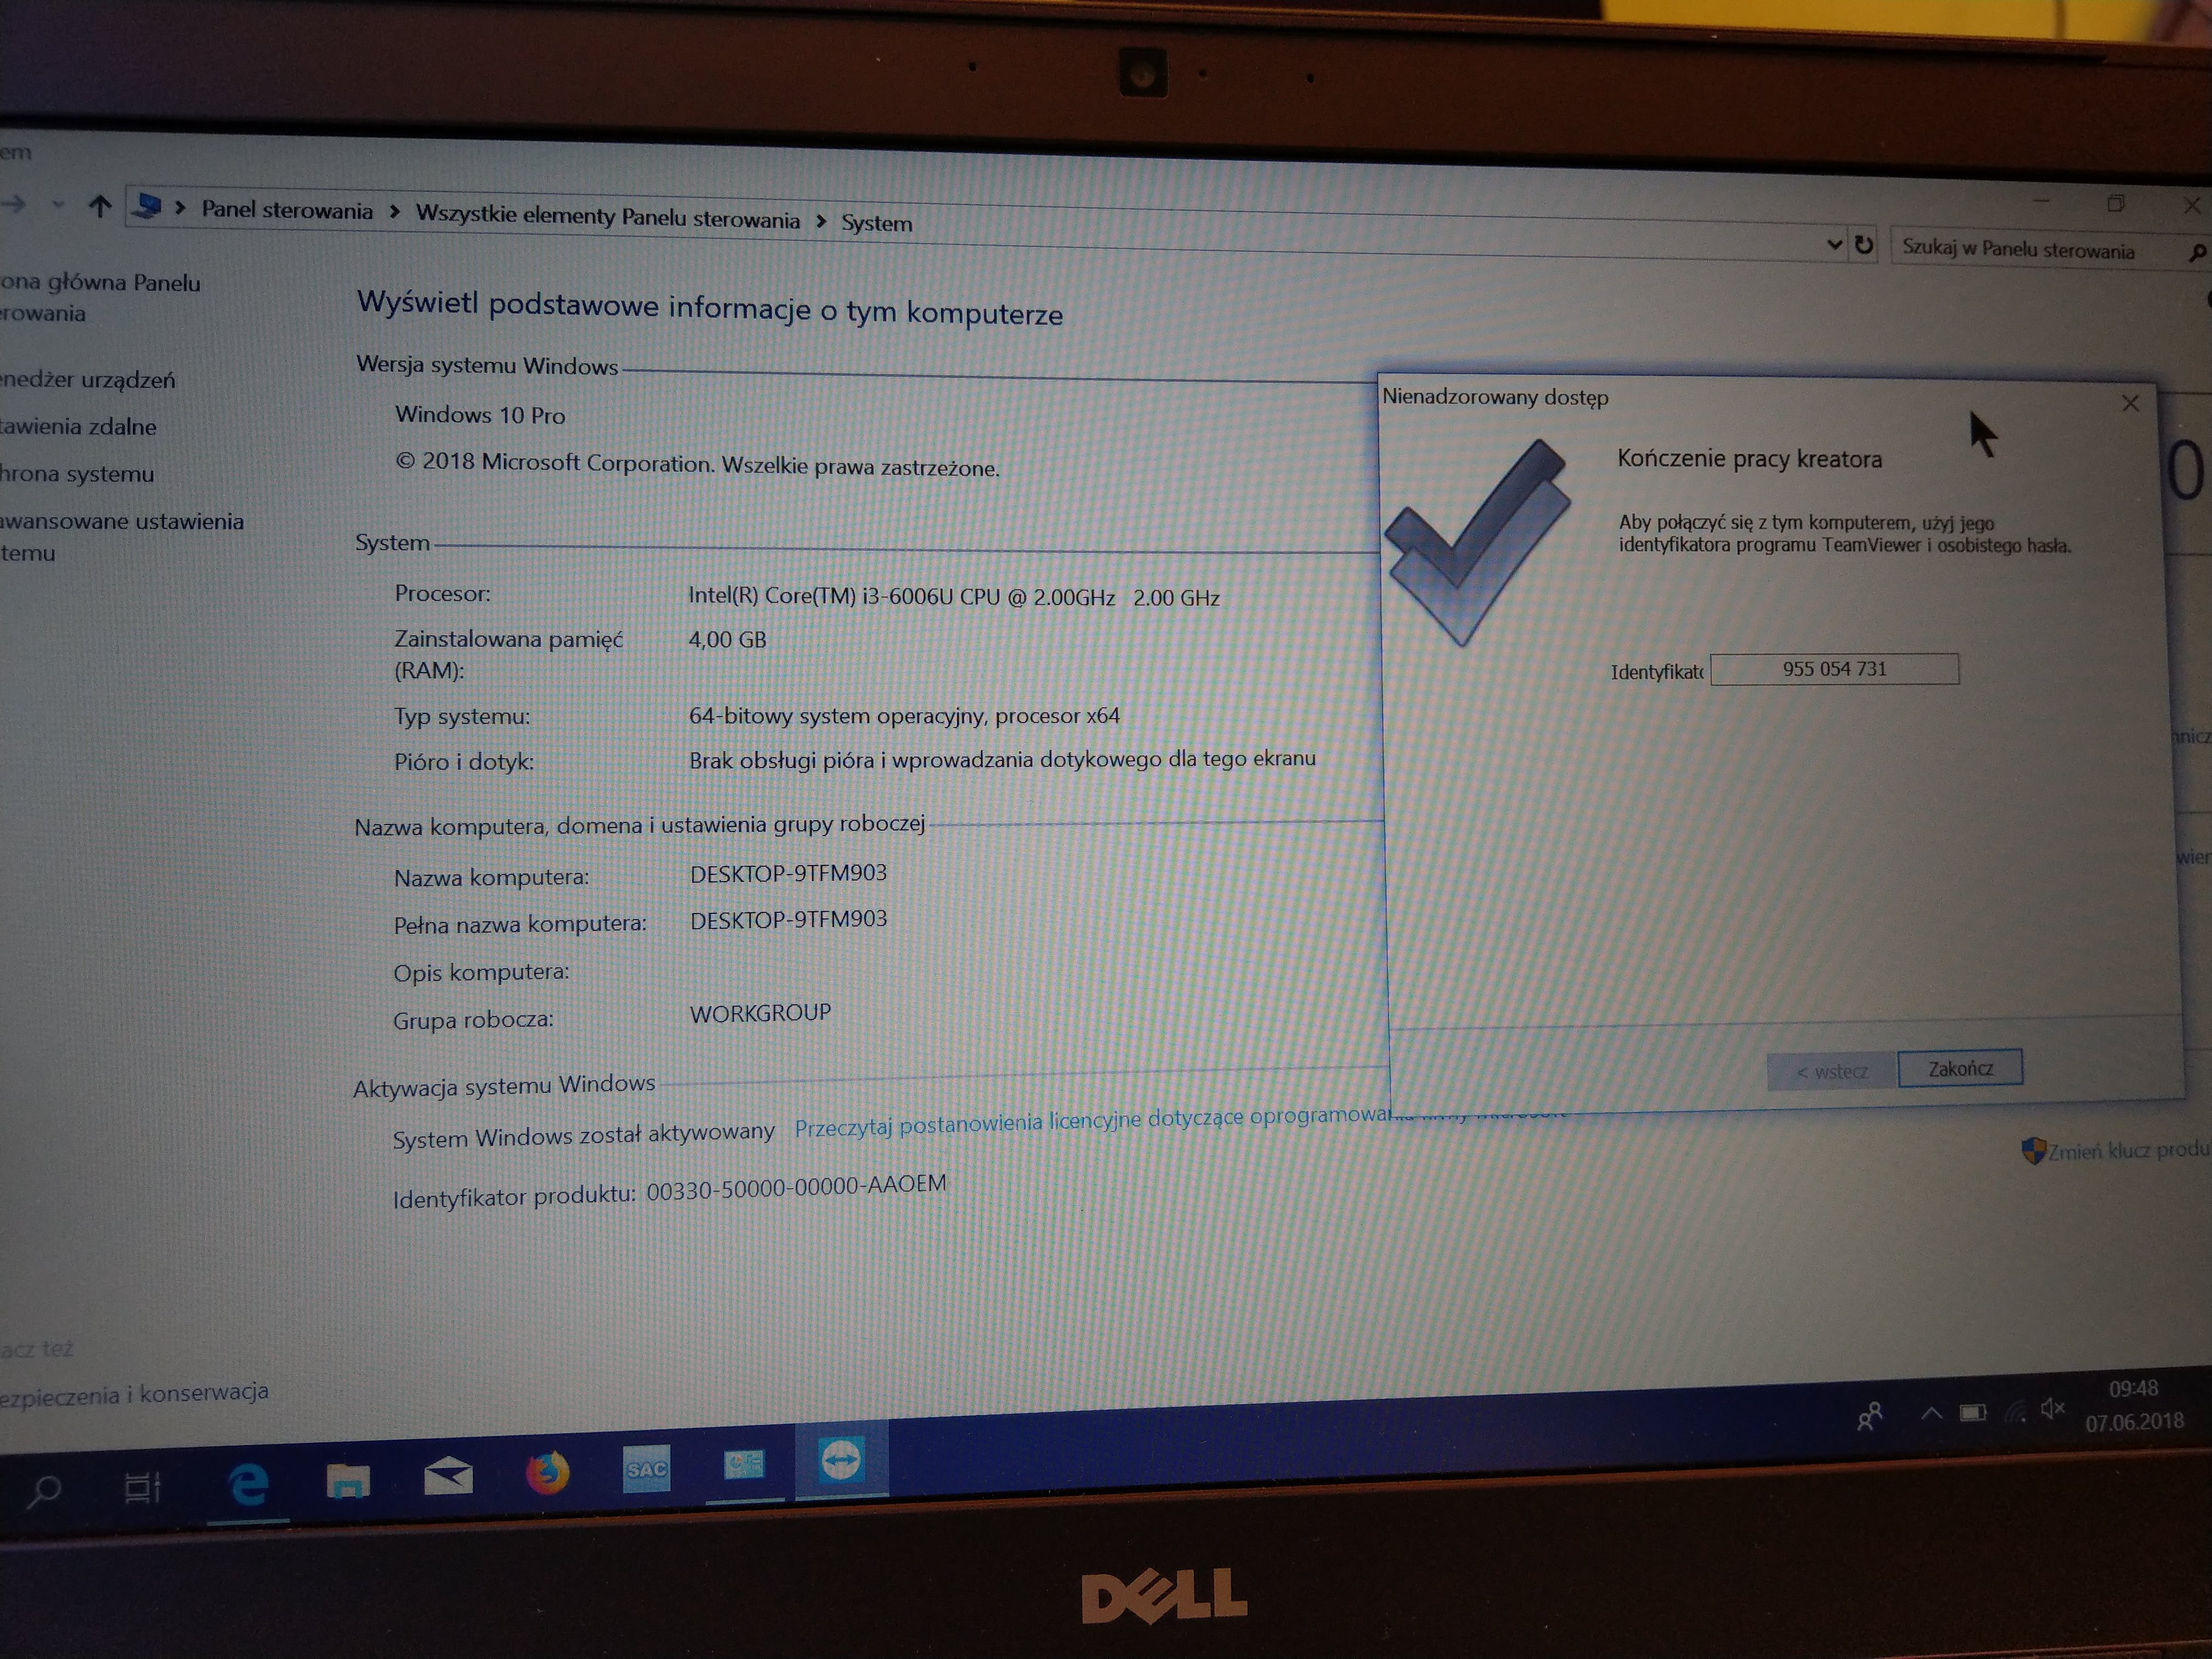 em
Panel sterowania > Wszystkie elementy Panelu sterowania > System
Szukaj w Panelu sterowania
ona główna Panelu
rowania
nedżer urządzeń
tawienia zdalne
hrona systemu
awansowane ustawienia
temu
Wyświetl podstawowe informacje o tym komputerze
Wersja systemu Windows
Windows 10 Pro
© 2018 Microsoft Corporation. Wszelkie prawa zastrzeżone.
System
Procesor: Intel(R) Core(TM) i3-6006U CPU @ 2.00GHz 2.00 GHz
Zainstalowana pamięć 4,00 GB
(RAM):
Typ systemu: 64-bitowy system operacyjny, procesor x64
Pióro i dotyk: Brak obsługi pióra i wprowadzania dotykowego dla tego ekranu
Nazwa komputera, domena i ustawienia grupy roboczej
Nazwa komputera: DESKTOP-9TFM903
Pełna nazwa komputera: DESKTOP-9TFM903
Opis komputera:
Grupa robocza: WORKGROUP
Aktywacja systemu Windows
System Windows został aktywowany Przeczytaj postanowienia licencyjne dotyczące oprogramowa
Identyfikator produktu: 00330-50000-00000-AAOEM
Zmień klucz produ
Nienadzorowany dostęp
Kończenie pracy kreatora
Aby połączyć się z tym komputerem, użyj jego
identyfikatora programu TeamViewer i osobistego hasła.
Identyfikato 955 054 731
< wstecz Zakończ
0
hnicz
wier
acz też
ezpieczenia i konserwacja
SAC
09:48
07.06.2018
DELL